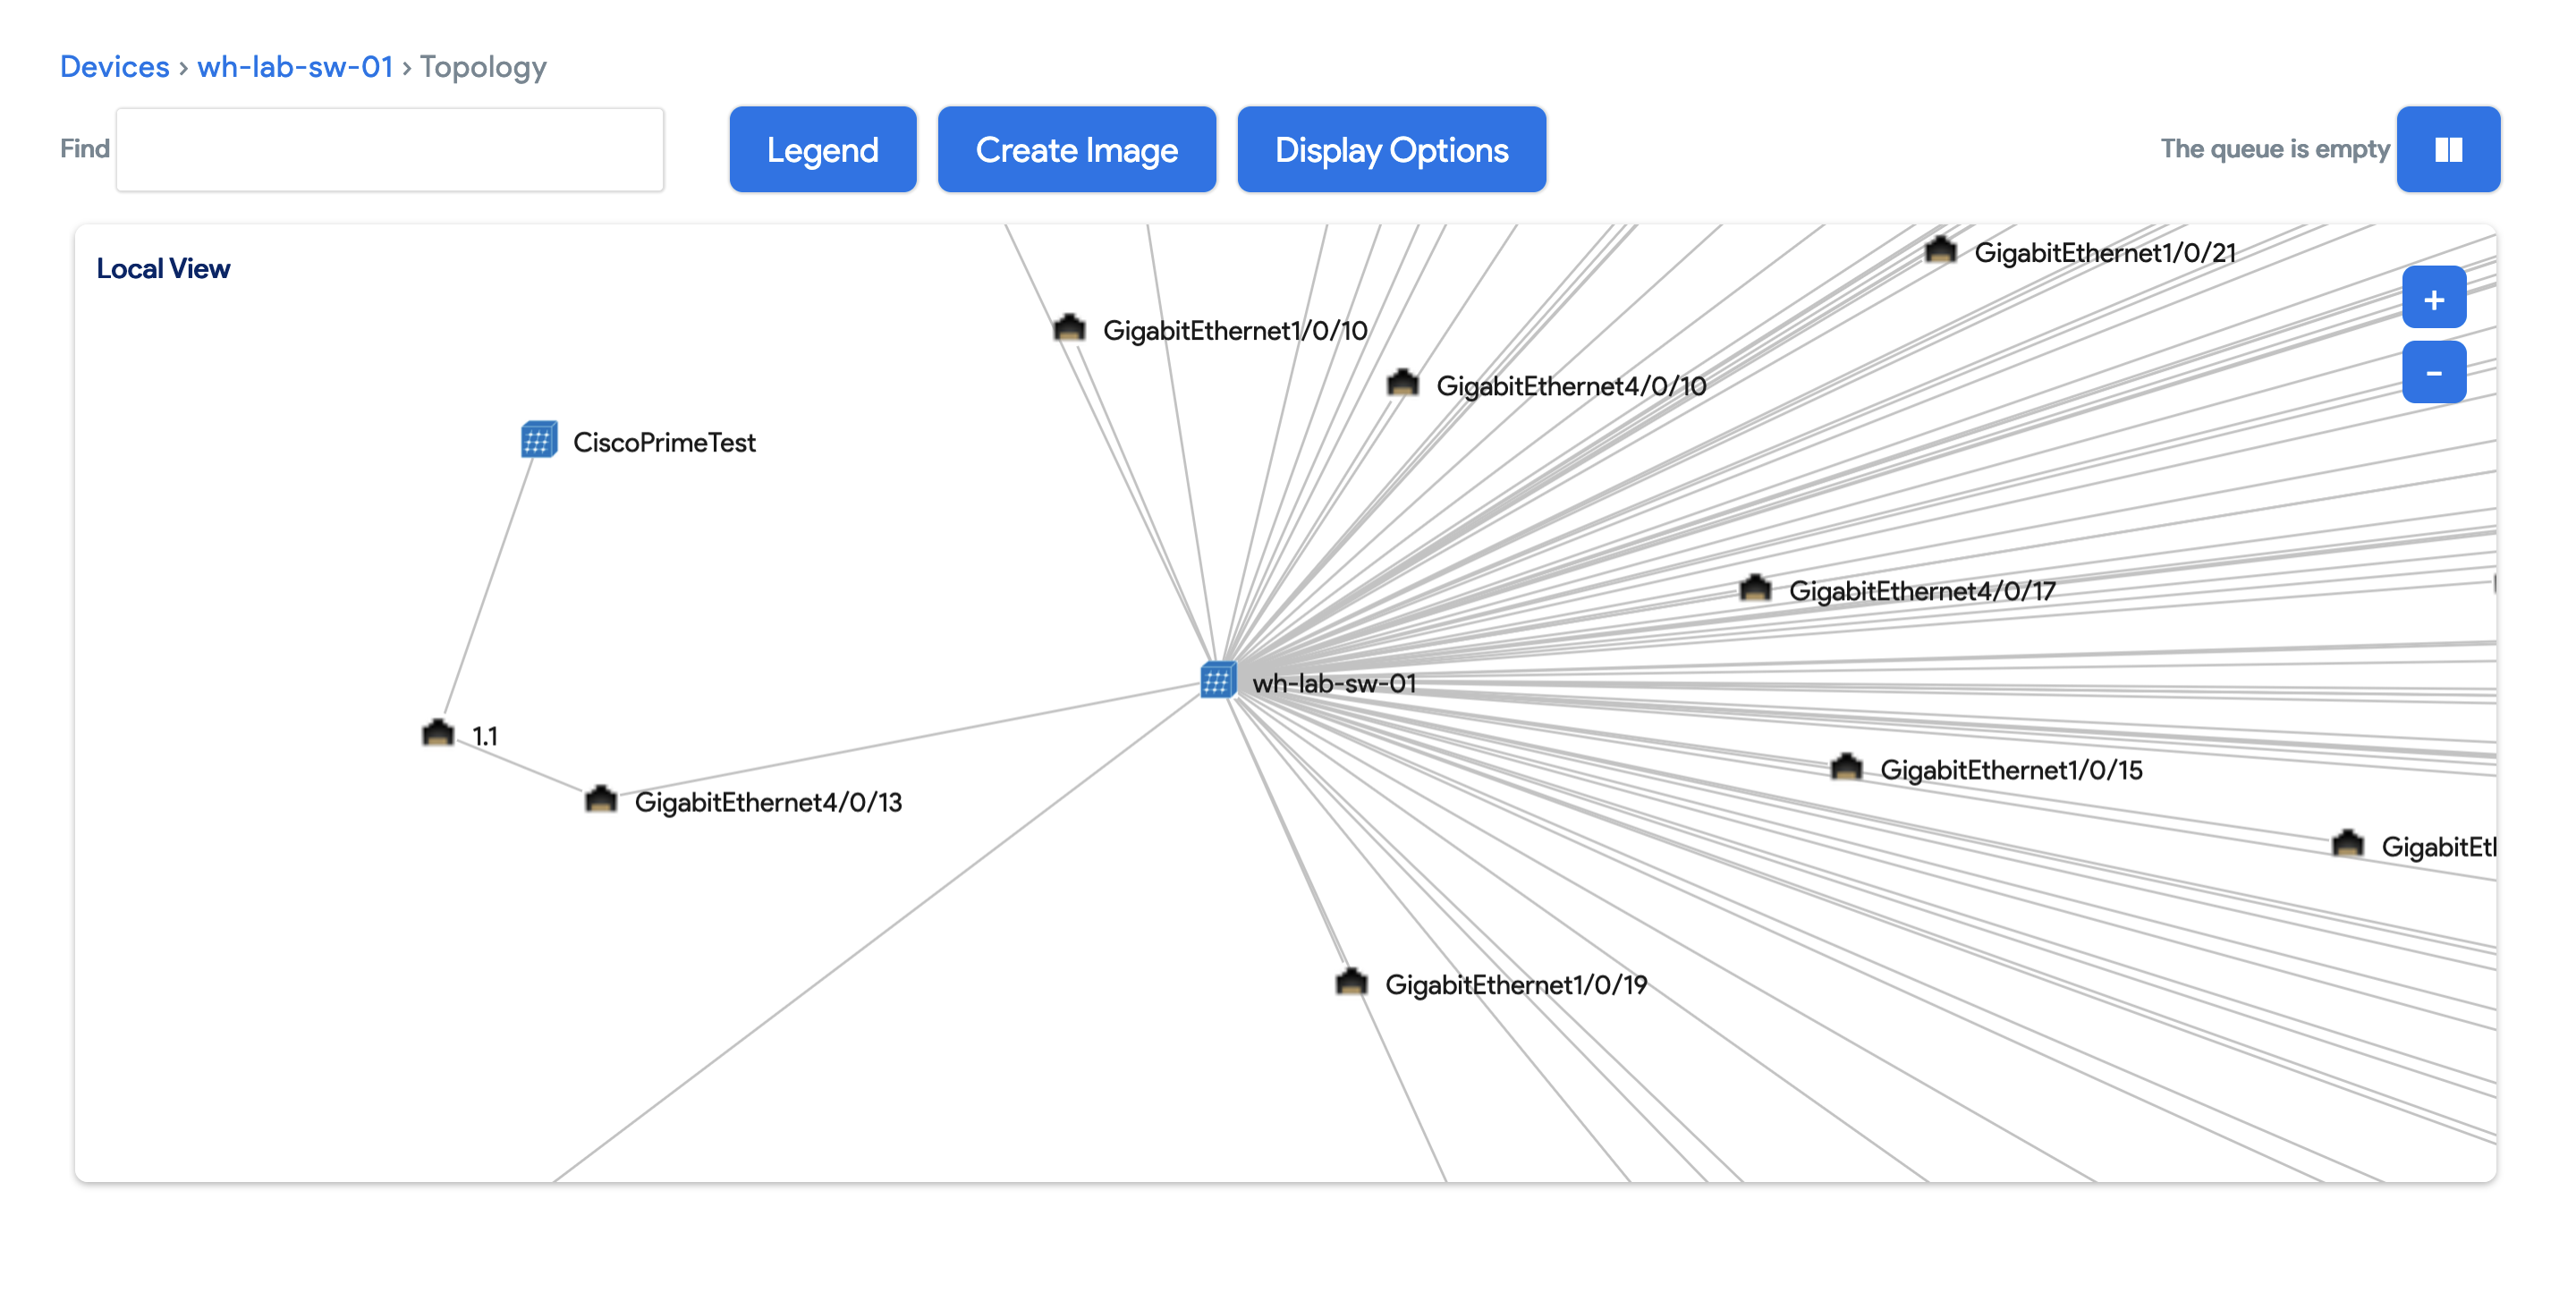 Devices › wh-lab-sw-01 › Topology
Find
Legend
Create Image
Display Options
The queue is empty
Local View
GigabitEthernet1/0/21
+
GigabitEthernet1/0/10
GigabitEthernet4/0/10
-
CiscoPrimeTest
GigabitEthernet4/0/17
wh-lab-sw-01
1.1
GigabitEthernet1/0/15
GigabitEthernet4/0/13
GigabitEt
GigabitEthernet1/0/19